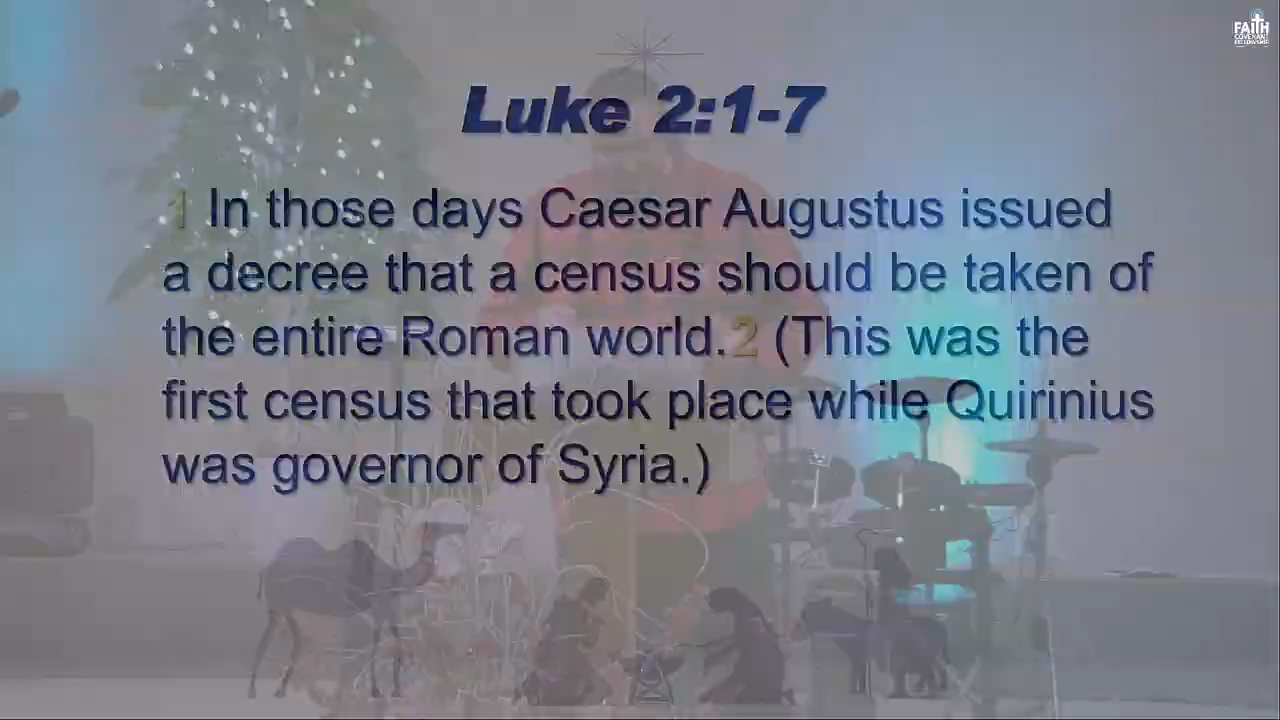 FAITH
COVENANT
FELLOWSHIP
Luke 2:1-7
1 In those days Caesar Augustus issued
a decree that a census should be taken of
the entire Roman world.2 (This was the
first census that took place while Quirinius
was governor of Syria.)